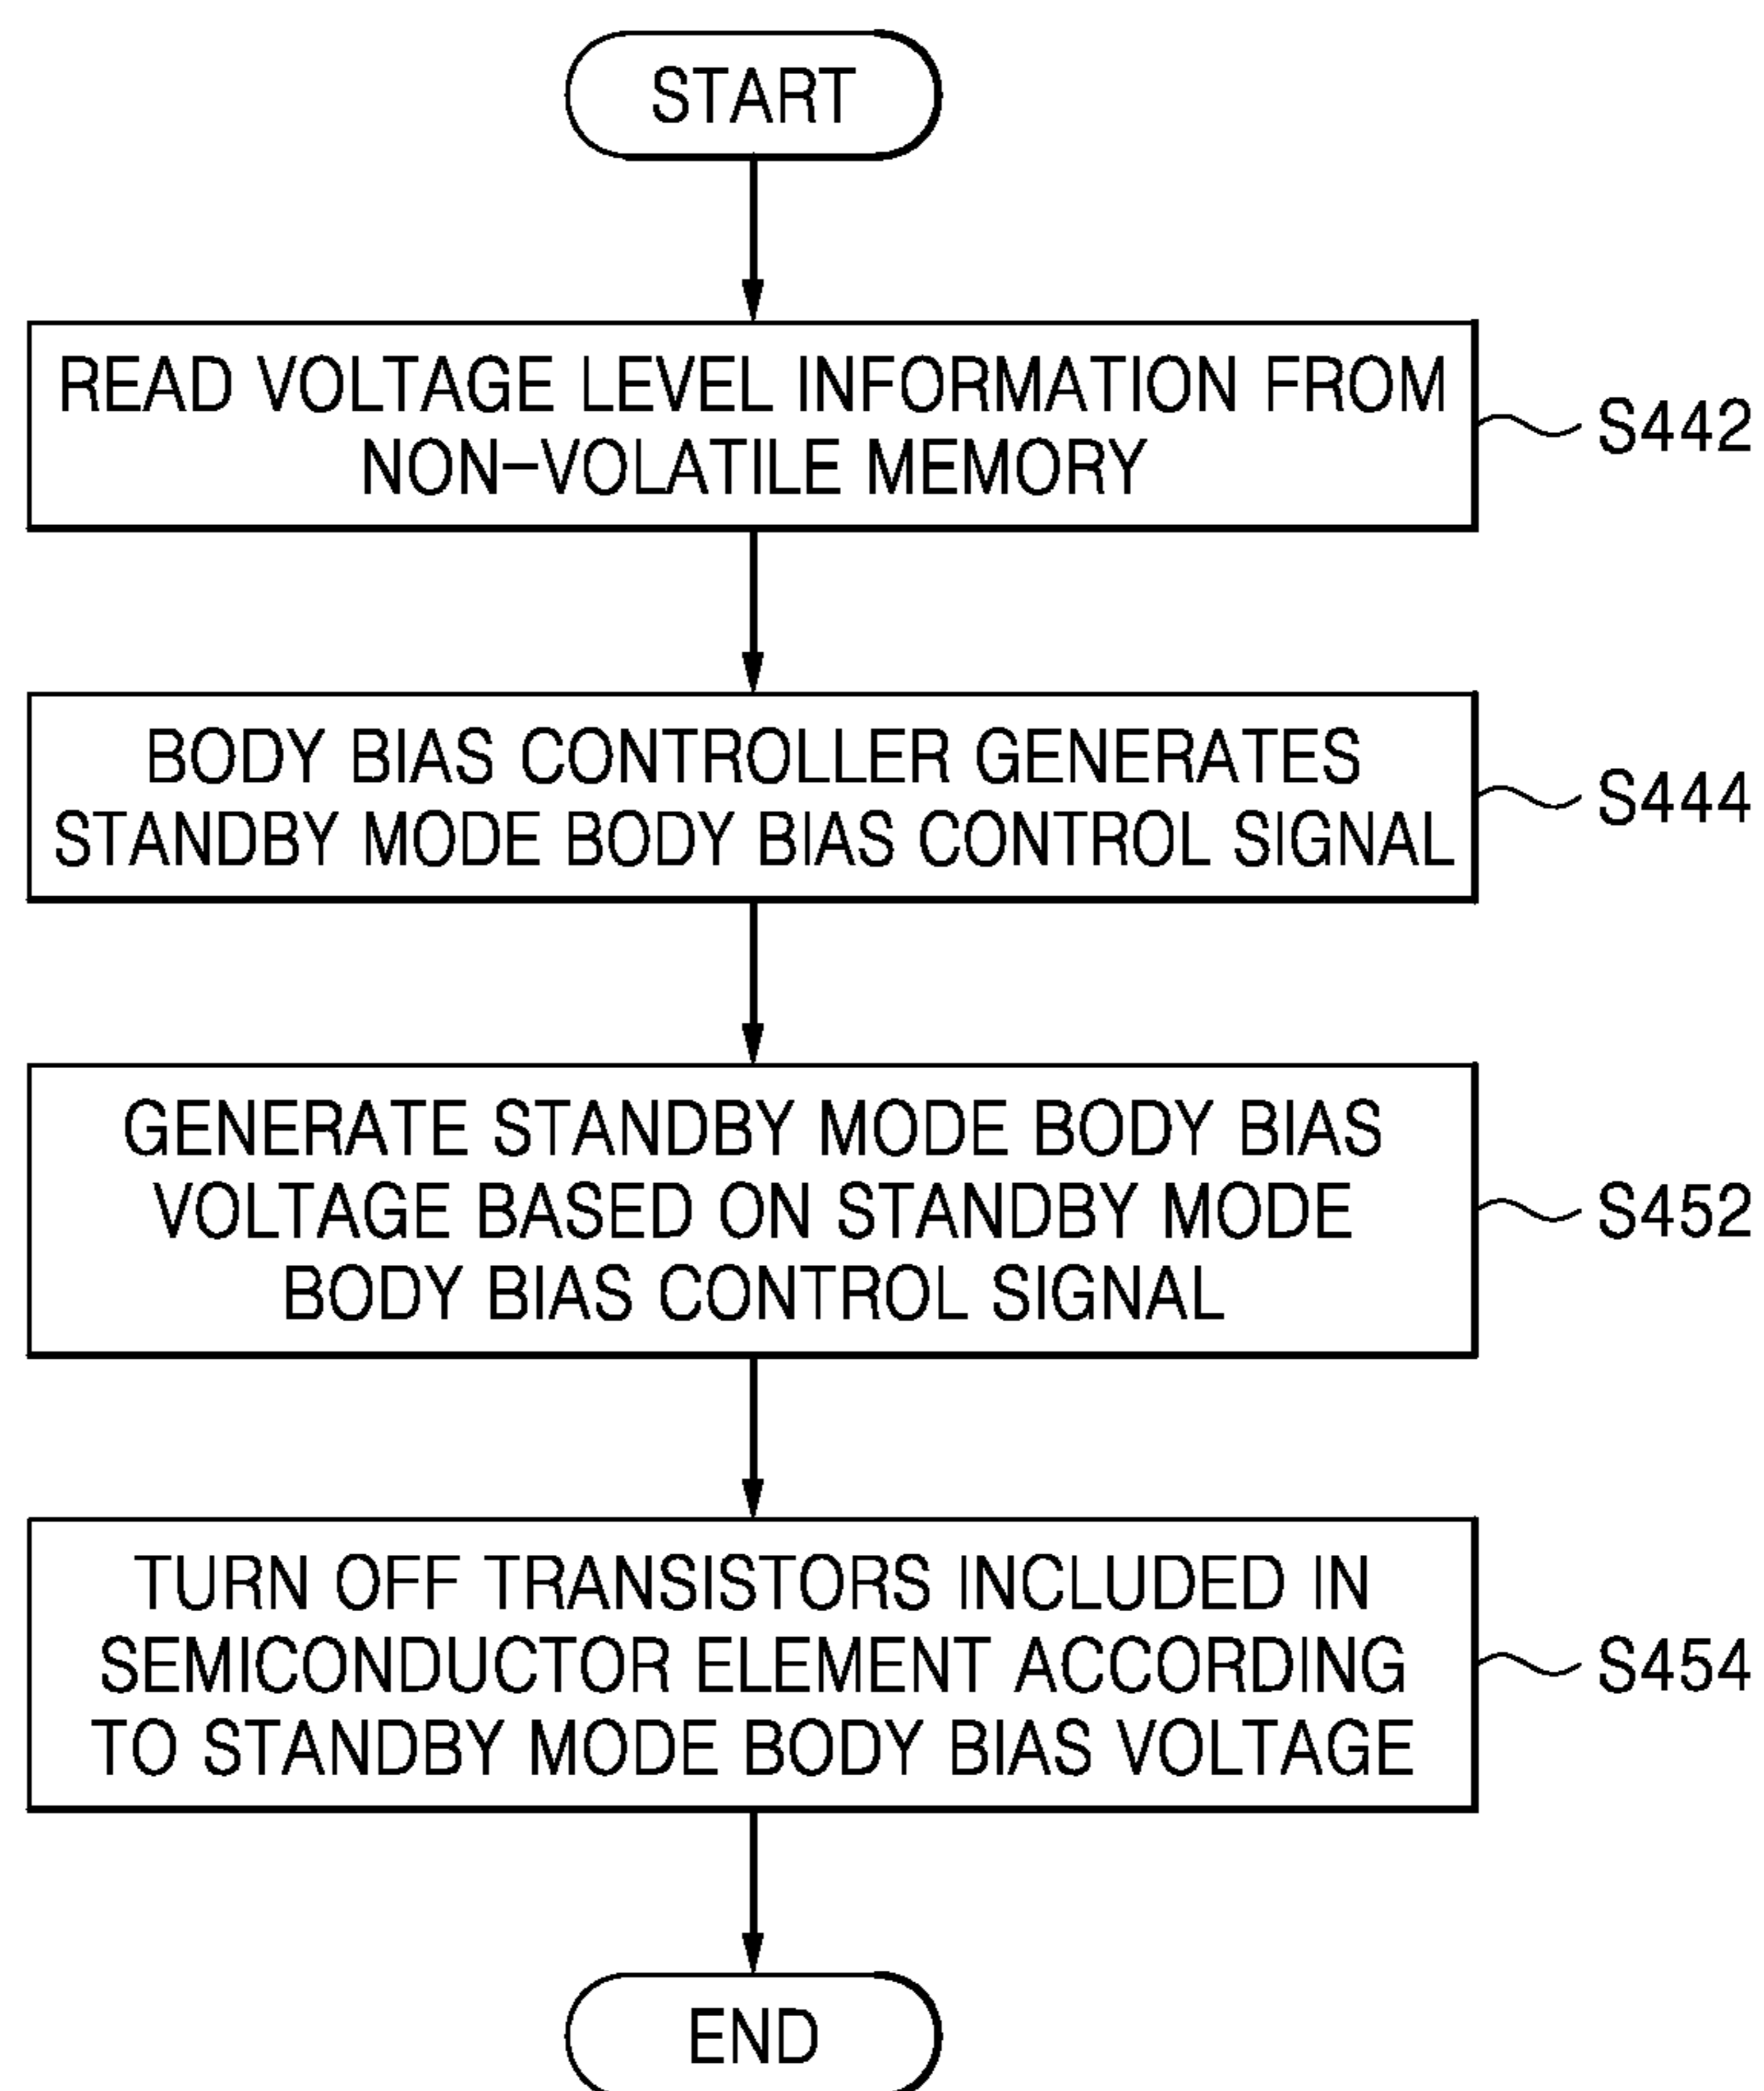 START
READ VOLTAGE LEVEL INFORMATION FROM
NON-VOLATILE MEMORY
S442
BODY BIAS CONTROLLER GENERATES
STANDBY MODE BODY BIAS CONTROL SIGNAL
S444
GENERATE STANDBY MODE BODY BIAS
VOLTAGE BASED ON STANDBY MODE
BODY BIAS CONTROL SIGNAL
S452
TURN OFF TRANSISTORS INCLUDED IN
SEMICONDUCTOR ELEMENT ACCORDING
TO STANDBY MODE BODY BIAS VOLTAGE
S454
END